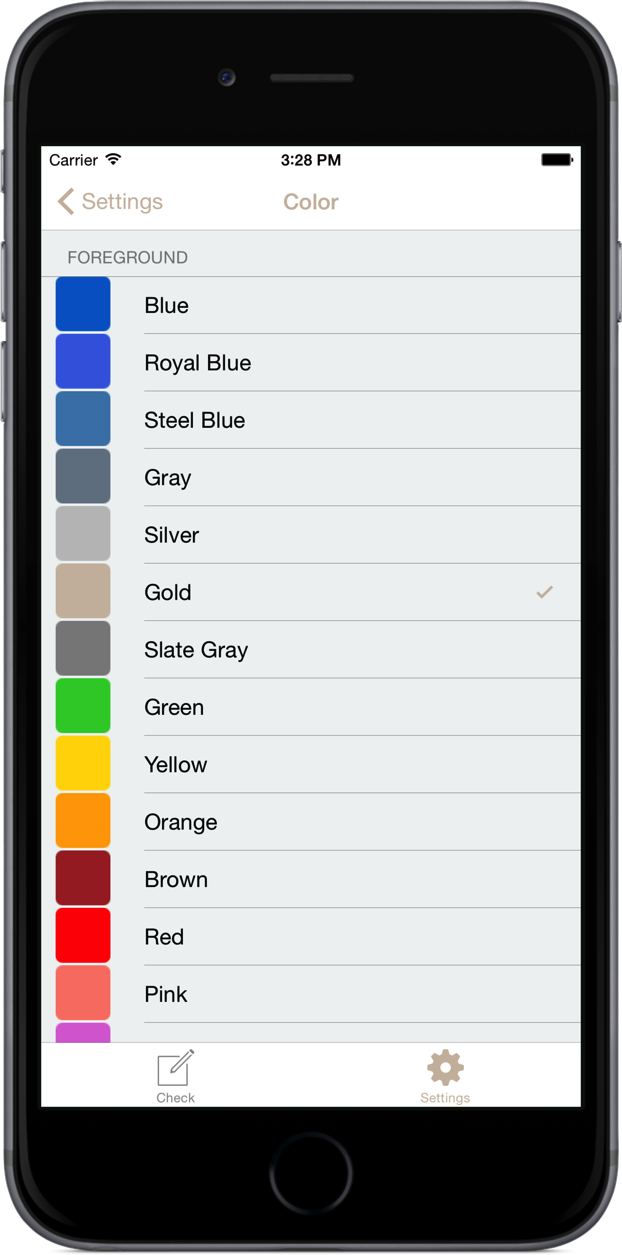 Carrier 3:28 PM
Settings Color
FOREGROUND
Blue
Royal Blue
Steel Blue
Gray
Silver
Gold
Slate Gray
Green
Yellow
Orange
Brown
Red
Pink
Check Settings